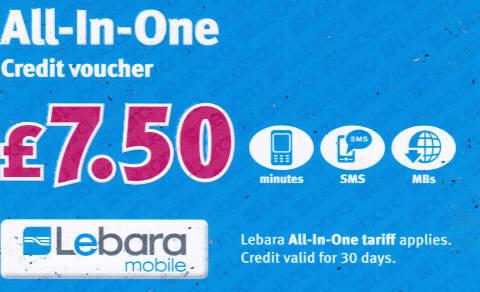 All-In-One
Credit voucher
£7.50
SMS
minutes SMS MBs
Lebara
mobile
Lebara All-In-One tariff applies.
Credit valid for 30 days.